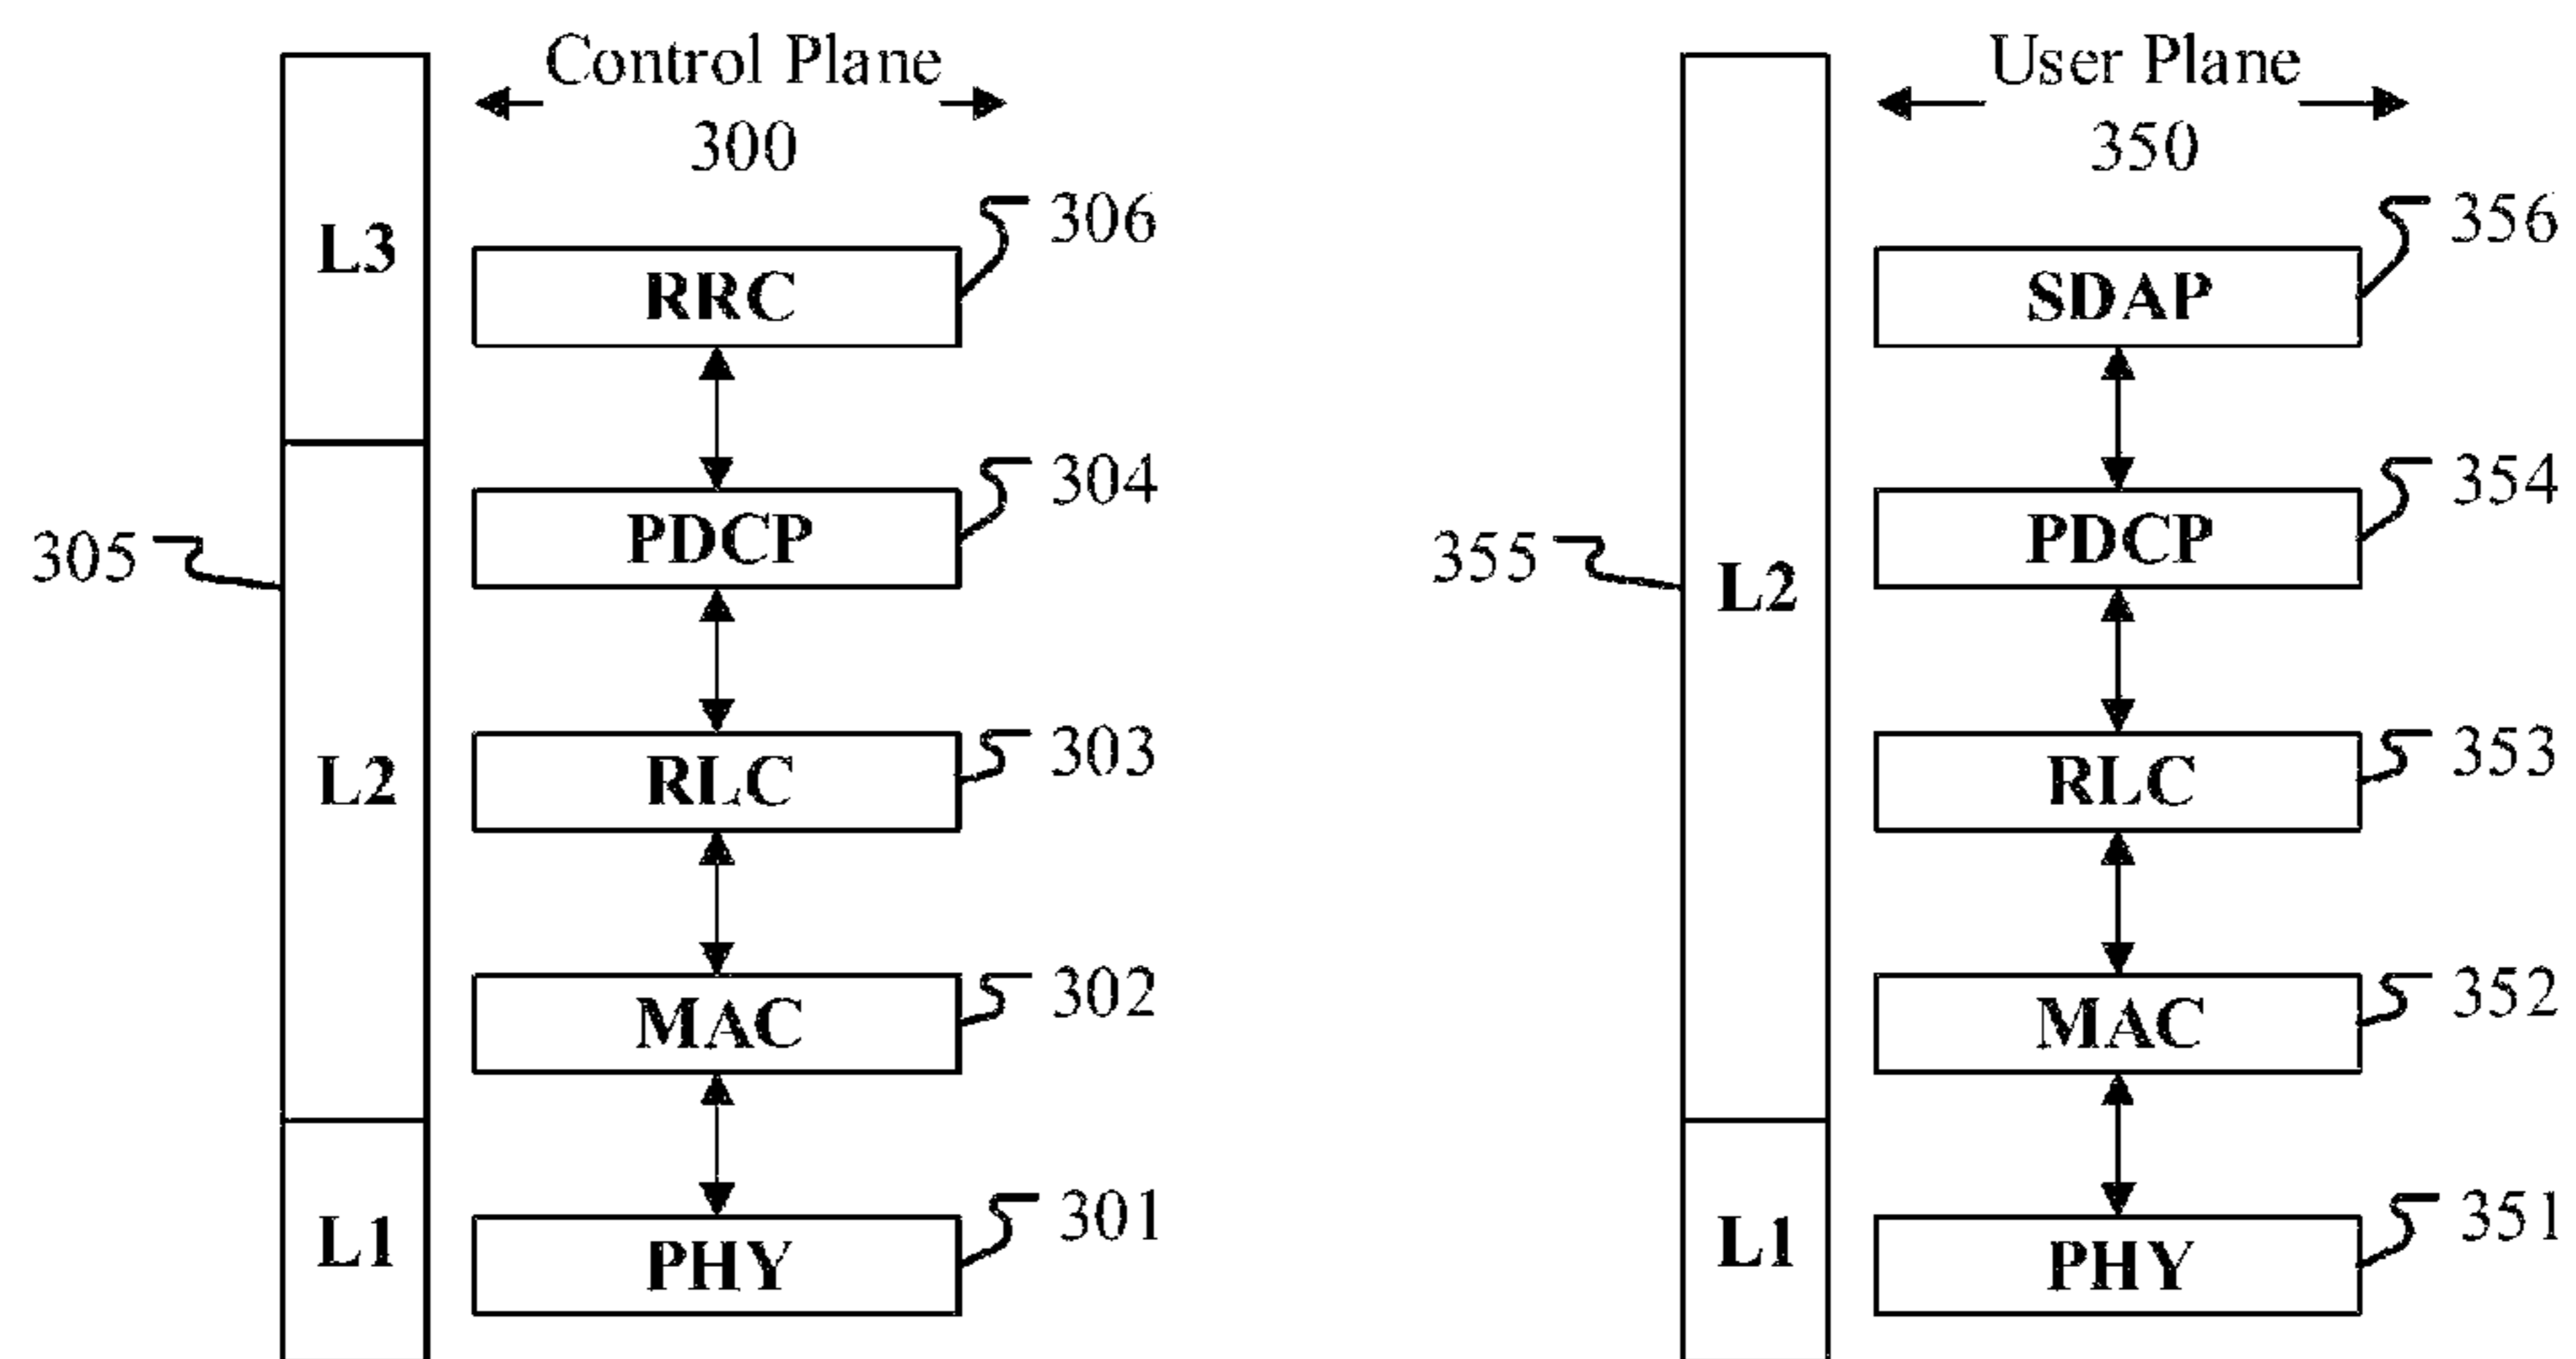 Control Plane
300
L3
RRC
306
PDCP
304
305
RLC
303
L2
MAC
302
L1
PHY
301
User Plane
350
SDAP
356
PDCP
354
355
L2
RLC
353
MAC
352
L1
PHY
351